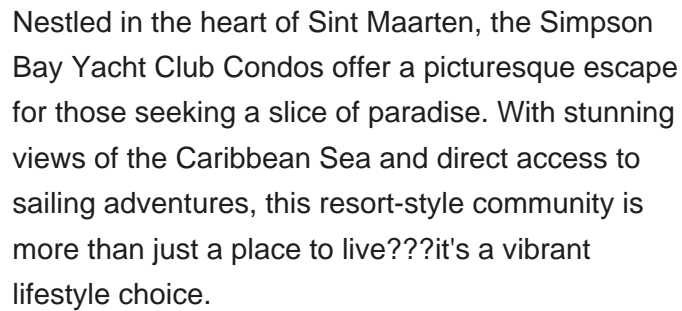 Nestled in the heart of Sint Maarten, the Simpson
Bay Yacht Club Condos offer a picturesque escape
for those seeking a slice of paradise. With stunning
views of the Caribbean Sea and direct access to
sailing adventures, this resort-style community is
more than just a place to live???it's a vibrant
lifestyle choice.